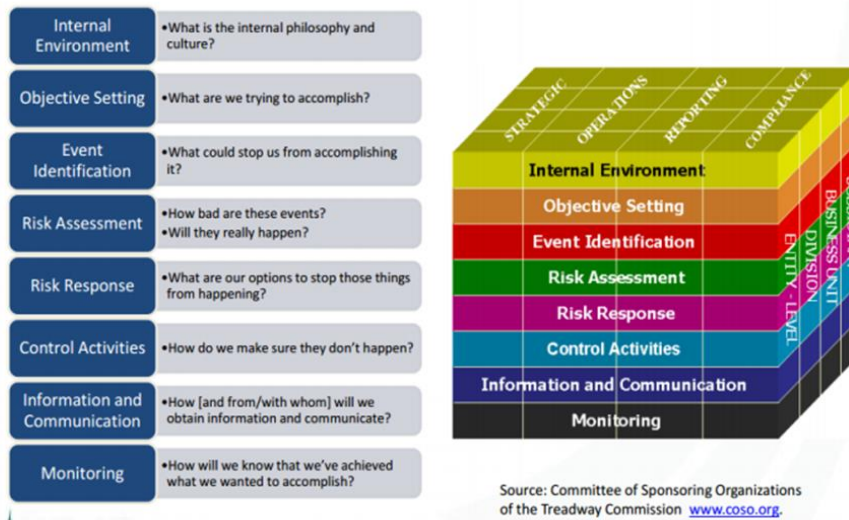 Internal
Environment
•What is the internal philosophy and
culture?
Objective Setting
•What are we trying to accomplish?
Event
Identification
•What could stop us from accomplishing
it?
Risk Assessment
•How bad are these events?
•Will they really happen?
Risk Response
•What are our options to stop those things
from happening?
Control Activities
•How do we make sure they don't happen?
Information and
Communication
•How [and from/with whom] will we
obtain information and communicate?
Monitoring
•How will we know that we've achieved
what we wanted to accomplish?
STRATEGIC
OPERATIONS
REPORTING
COMPLIANCE
Internal Environment
Objective Setting
Event Identification
Risk Assessment
Risk Response
Control Activities
Information and Communication
Monitoring
ENTITY - LEVEL
DIVISION
BUSINESS UNIT
Source: Committee of Sponsoring Organizations
of the Treadway Commission www.coso.org.